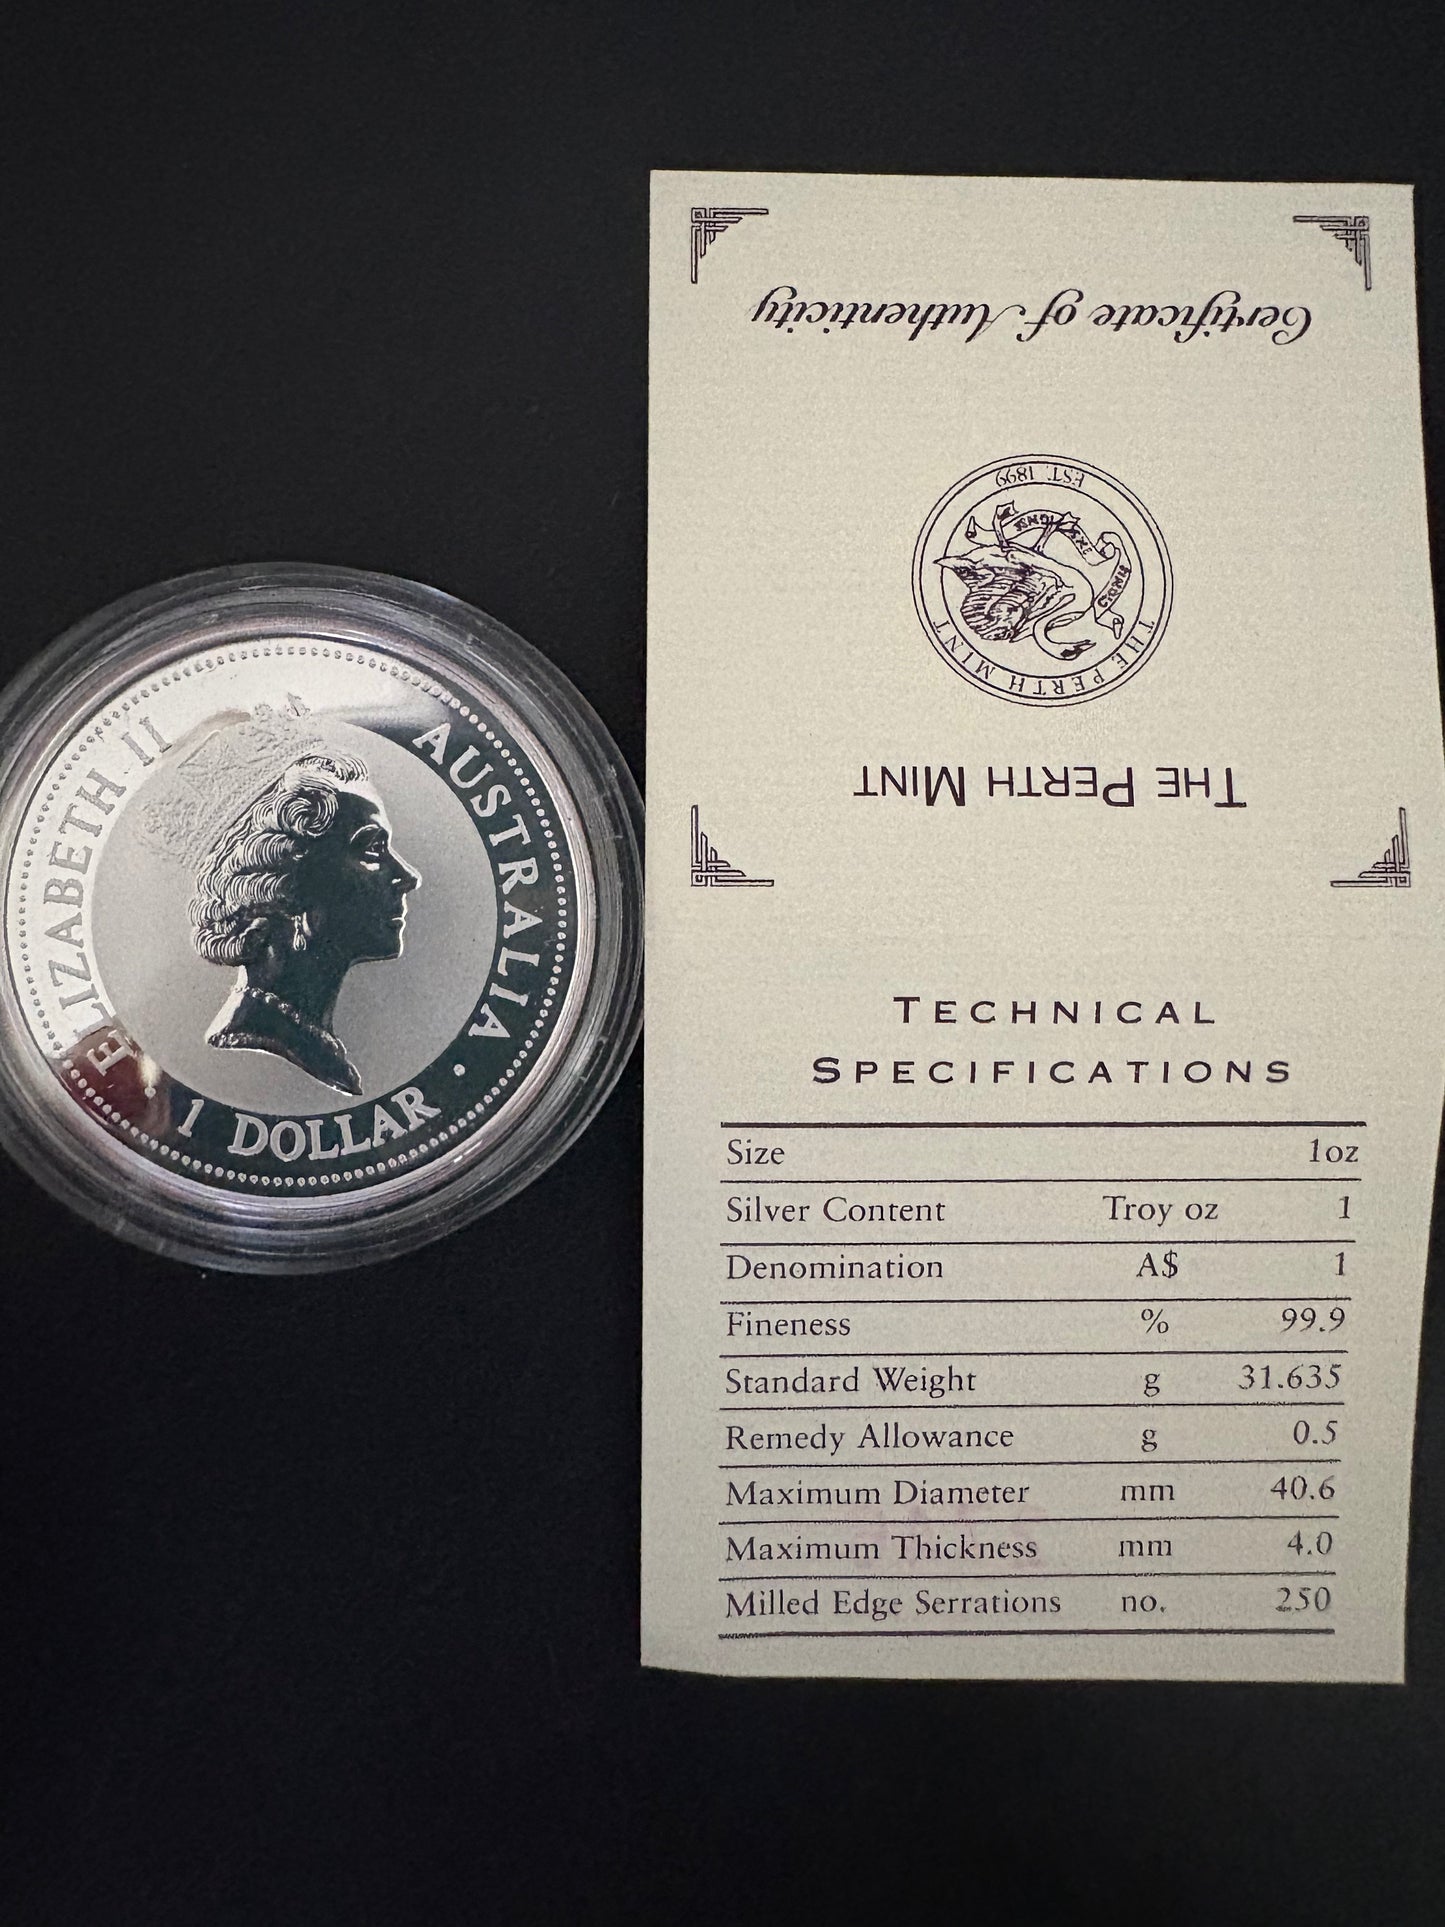 ELIZABETH II
AUSTRALIA
1 DOLLAR
Certificate of Authenticity
EST. 1899
THE PERTH MINT
THE PERTH MINT
TECHNICAL
SPECIFICATIONS
Size 1oz
Silver Content Troy oz 1
Denomination A$ 1
Fineness % 99.9
Standard Weight g 31.635
Remedy Allowance g 0.5
Maximum Diameter mm 40.6
Maximum Thickness mm 4.0
Milled Edge Serrations no. 250